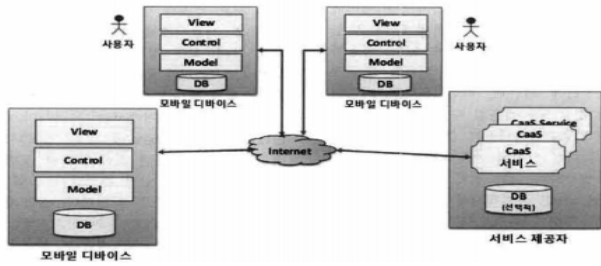 사용자
View
Control
Model
DB
모바일 디바이스
View
Control
Model
DB
모바일 디바이스
사용자
View
Control
Model
DB
모바일 디바이스
Internet
CaaS Service
CaaS
CaaS
서비스
DB
(선택적)
서비스 제공자